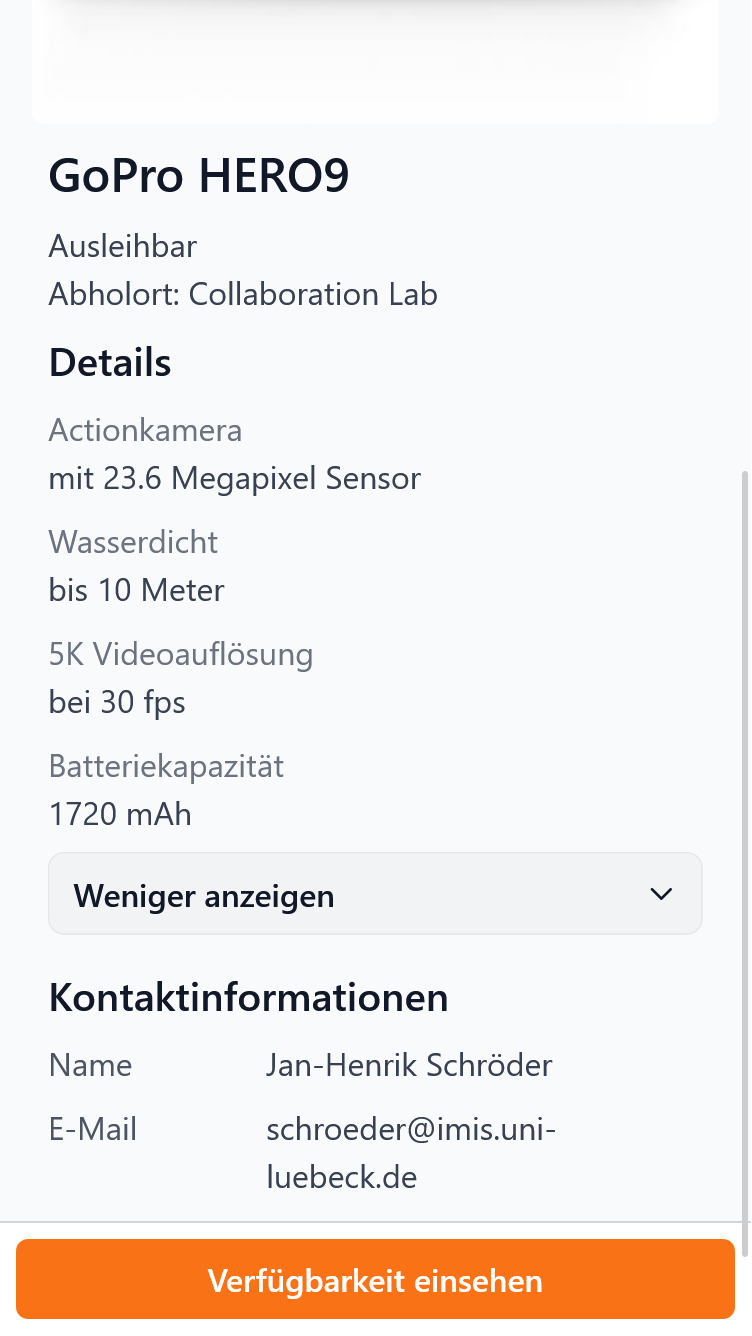 GoPro HERO9
Ausleihbar
Abholort: Collaboration Lab
Details
Actionkamera
mit 23.6 Megapixel Sensor
Wasserdicht
bis 10 Meter
5K Videoauflösung
bei 30 fps
Batteriekapazität
1720 mAh
Weniger anzeigen
Kontaktinformationen
Name Jan-Henrik Schröder
E-Mail schroeder@imis.uni-
luebeck.de
Verfügbarkeit einsehen